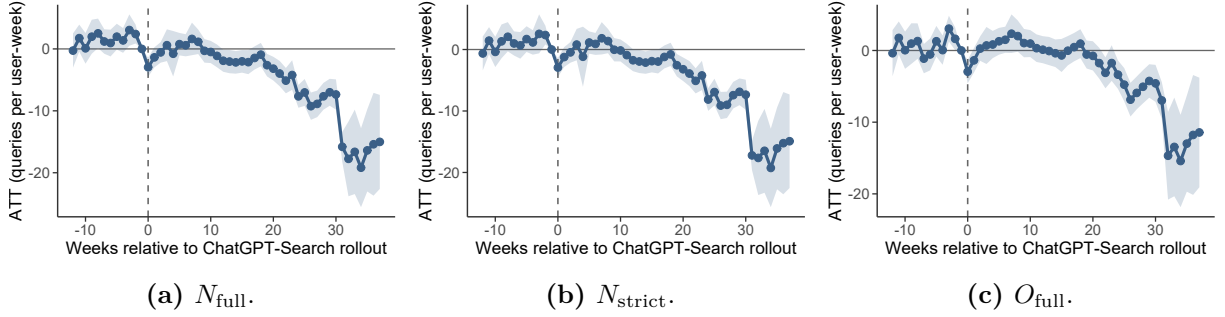 ATT (queries per user-week)
0
-10
-20
-10 0 10 20 30
Weeks relative to ChatGPT-Search rollout
(a) N_full.
ATT (queries per user-week)
0
-10
-20
-10 0 10 20 30
Weeks relative to ChatGPT-Search rollout
(b) N_strict.
ATT (queries per user-week)
0
-10
-20
-10 0 10 20 30
Weeks relative to ChatGPT-Search rollout
(c) O_full.